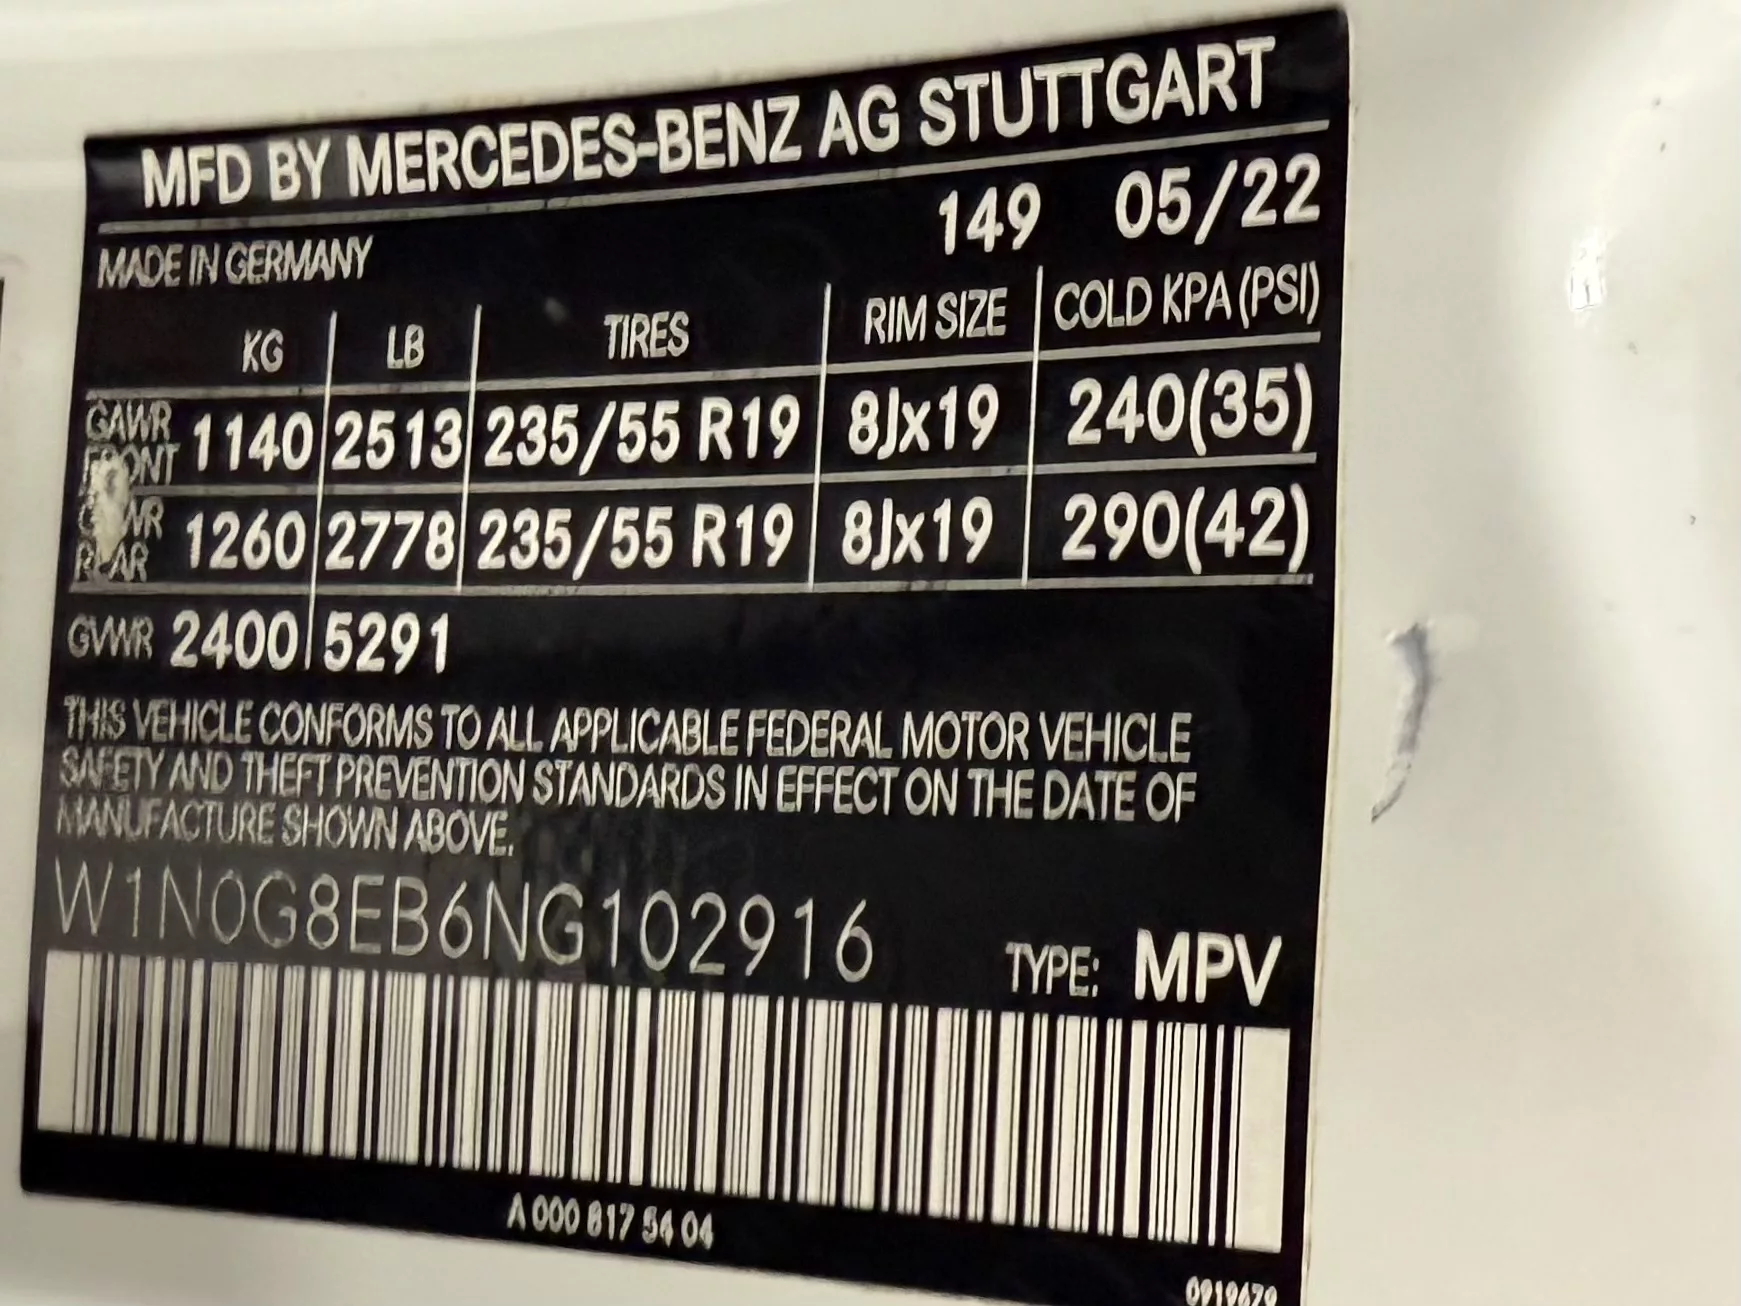 MFD BY MERCEDES-BENZ AG STUTTGART
149 05/22
MADE IN GERMANY
KG LB TIRES RIM SIZE COLD KPA (PSI)
GAWR FRONT 1140 2513 235/55 R19 8Jx19 240(35)
GAWR REAR 1260 2778 235/55 R19 8Jx19 290(42)
GVWR 2400 5291
THIS VEHICLE CONFORMS TO ALL APPLICABLE FEDERAL MOTOR VEHICLE
SAFETY AND THEFT PREVENTION STANDARDS IN EFFECT ON THE DATE OF
MANUFACTURE SHOWN ABOVE.
W1N0G8EB6NG102916
TYPE: MPV
A 000 817 54 04
0919679